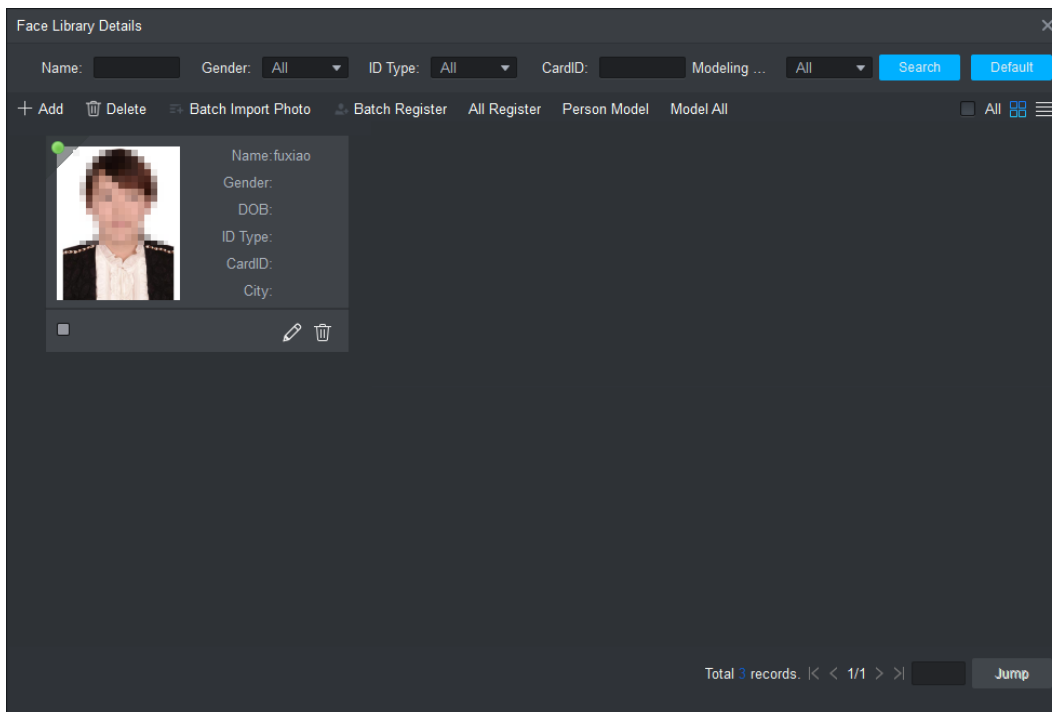 Face Library Details
Name: Gender: All ID Type: All CardID: Modeling ... All Search Default
Add Delete Batch Import Photo Batch Register All Register Person Model Model All All
Name:fuxiao
Gender:
DOB:
ID Type:
CardID:
City:
Total 3 records. 1/1 Jump